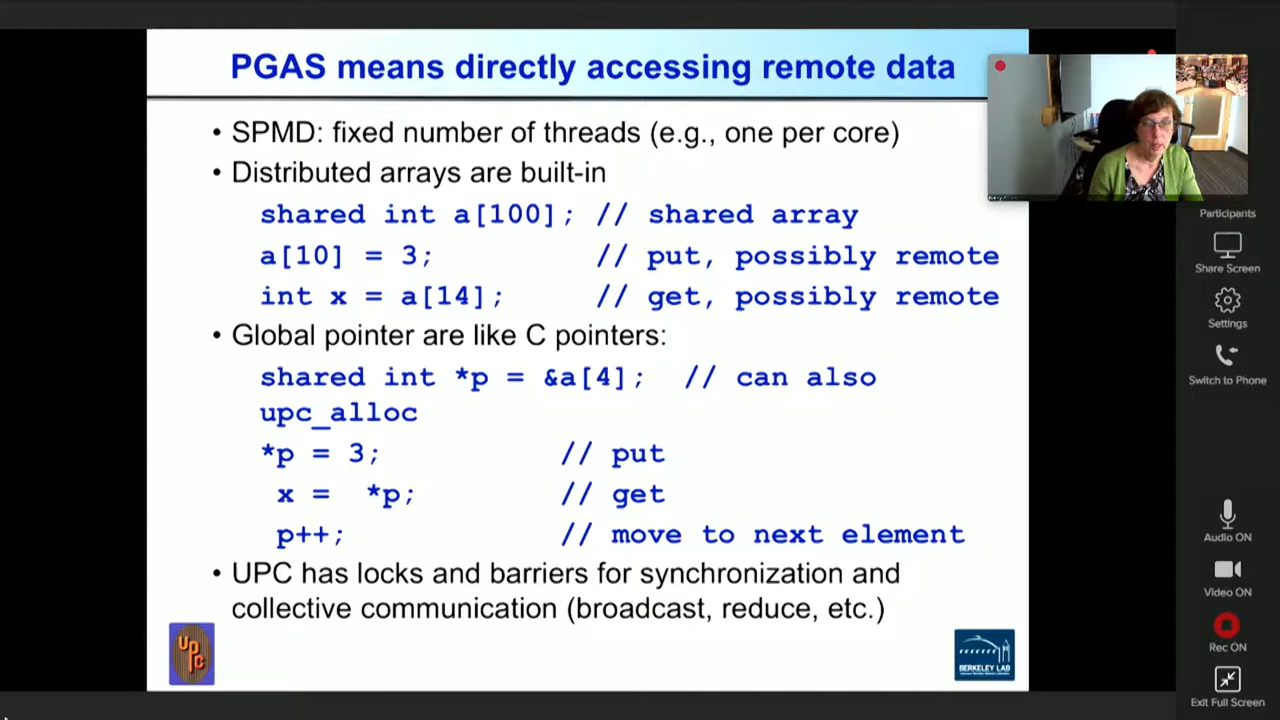 PGAS means directly accessing remote data
• SPMD: fixed number of threads (e.g., one per core)
• Distributed arrays are built-in
shared int a[100]; // shared array
a[10] = 3; // put, possibly remote
int x = a[14]; // get, possibly remote
• Global pointer are like C pointers:
shared int *p = &a[4]; // can also
upc_alloc
*p = 3; // put
x = *p; // get
p++; // move to next element
• UPC has locks and barriers for synchronization and
collective communication (broadcast, reduce, etc.)
UPC
BERKELEY LAB
Participants
Share Screen
Settings
Switch to Phone
Audio ON
Video ON
Rec ON
Exit Full Screen